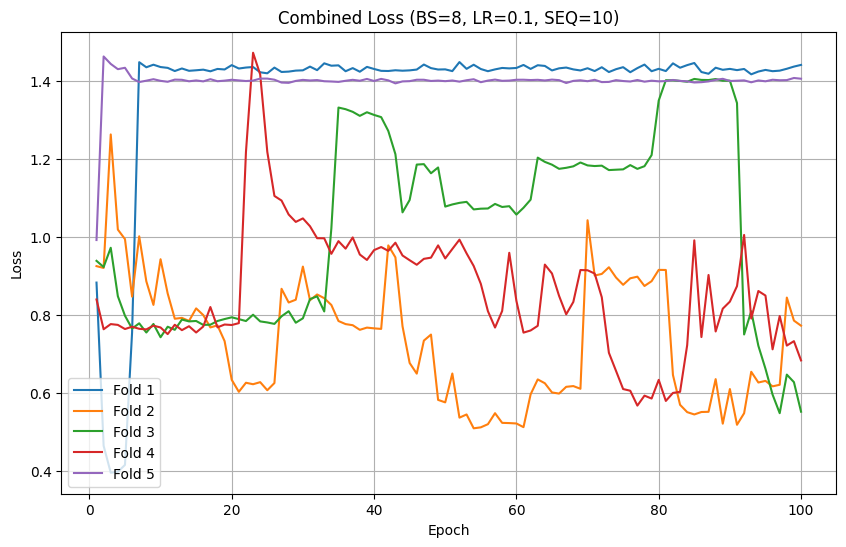 Combined Loss (BS=8, LR=0.1, SEQ=10)
Loss
1.4
1.2
1.0
0.8
0.6
0.4
Fold 1
Fold 2
Fold 3
Fold 4
Fold 5
0 20 40 60 80 100
Epoch